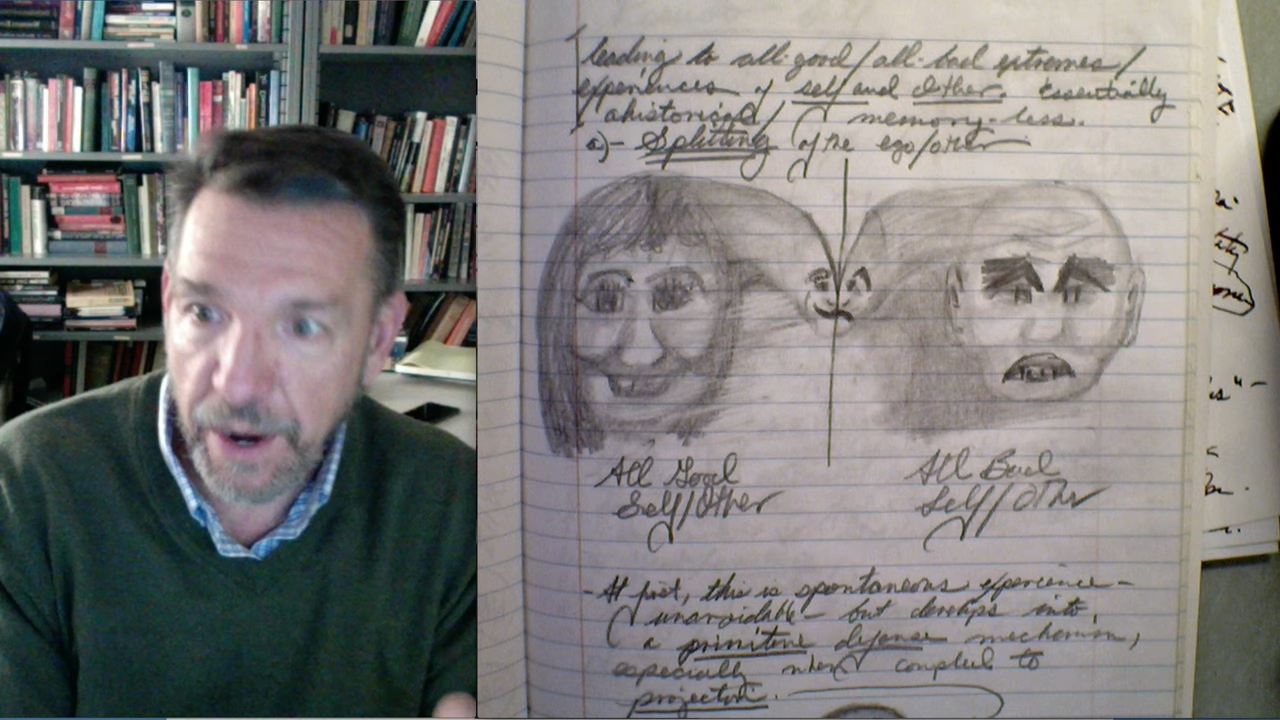 leading to all-good/all-bad extremes/
experiences of self and other. Essentially
ahistorical/ memory-less.
a)- Splitting of the ego/other
All Good
Self/Other
All Bad
Self/Other
- At first, this is spontaneous experience -
unavoidable - but develops into
a primitive defense mechanism,
especially when coupled to
projection.